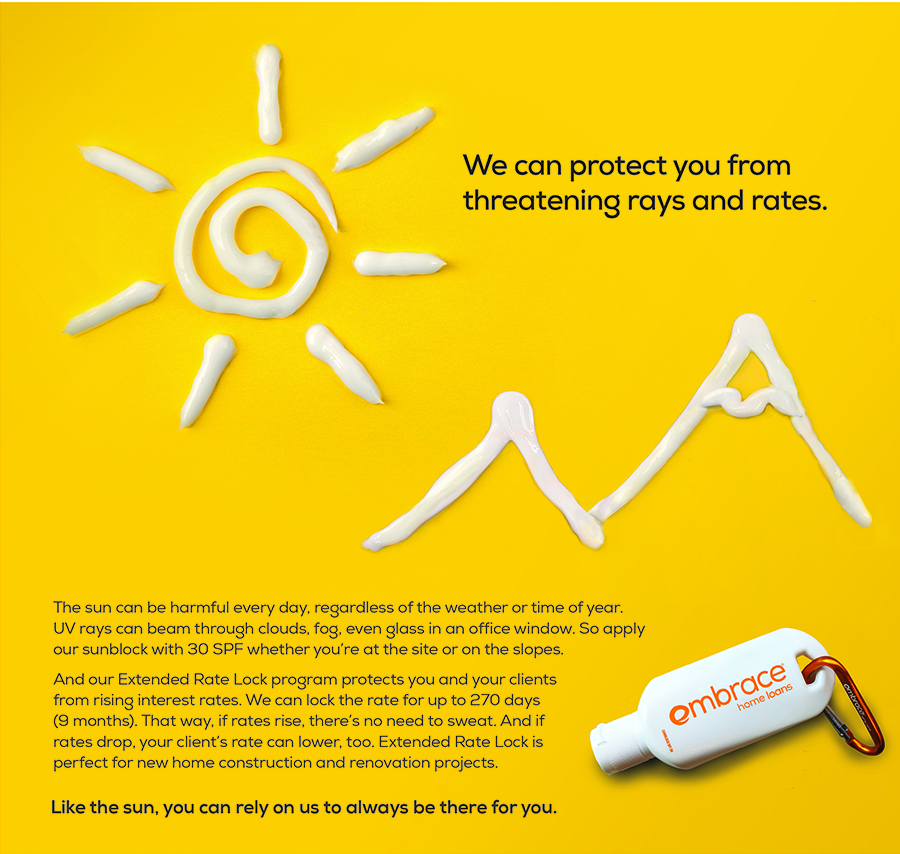 We can protect you from
threatening rays and rates.
The sun can be harmful every day, regardless of the weather or time of year.
UV rays can beam through clouds, fog, even glass in an office window. So apply
our sunblock with 30 SPF whether you’re at the site or on the slopes.
And our Extended Rate Lock program protects you and your clients
from rising interest rates. We can lock the rate for up to 270 days
(9 months). That way, if rates rise, there’s no need to sweat. And if
rates drop, your client’s rate can lower, too. Extended Rate Lock is
perfect for new home construction and renovation projects.
embrace®
home loans
Like the sun, you can rely on us to always be there for you.